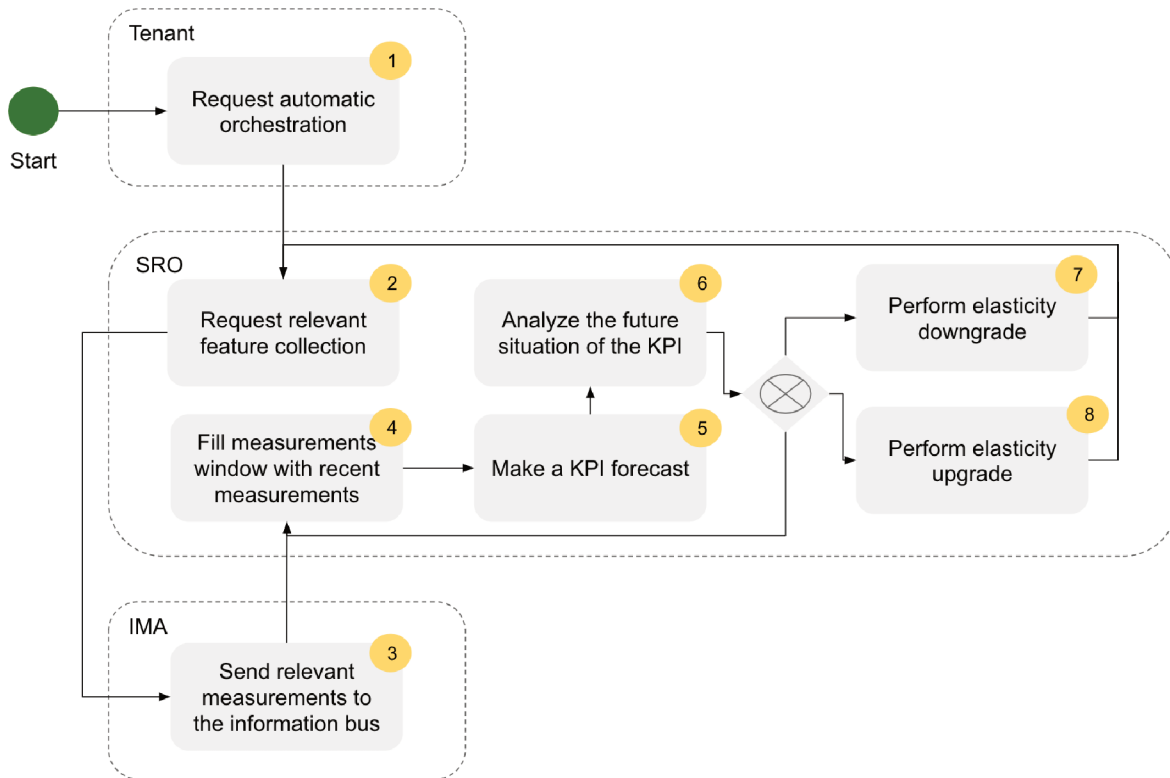 Tenant
1
Request automatic
orchestration
Start
SRO
2
Request relevant
feature collection
6
Analyze the future
situation of the KPI
7
Perform elasticity
downgrade
4
Fill measurements
window with recent
measurements
5
Make a KPI forecast
8
Perform elasticity
upgrade
IMA
3
Send relevant
measurements to
the information bus